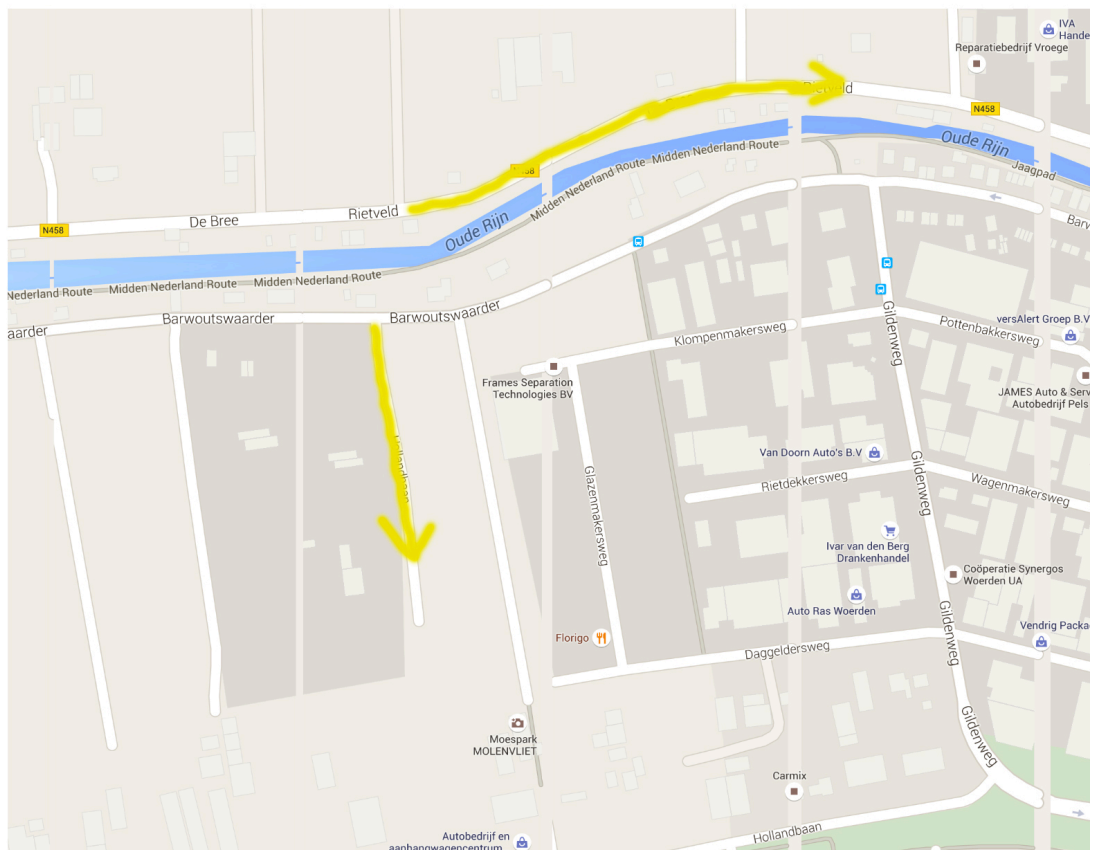 IVA
Hande
Reparatiebedrijf Vroege
Rietveld
N458
Oude Rijn
Midden Nederland Route
Jaagpad
Midden Nederland Route
Rietveld
De Bree
N458
Oude Rijn
Midden Nederland Route
Barw
Nederland Route
Midden Nederland Route
Midden Nederland Route
aarder
Barwoutswaarder
Barwoutswaarder
Gildenweg
versAlert Groep B.V
Pottenbakkersweg
Klompenmakersweg
Frames Separation
Technologies BV
JAMES Auto & Serv
Autobedrijf Pels
Hollandbaan
Van Doorn Auto's B.V
Gildenweg
Rietdekkersweg
Wagenmakersweg
Glazenmakersweg
Ivar van den Berg
Drankenhandel
Coöperatie Synergos
Woerden UA
Auto Ras Woerden
Gildenweg
Vendrig Packa
Florigo
Daggeldersweg
Moespark
MOLENVLIET
Gildenweg
Carmix
Hollandbaan
Autobedrijf en
aanhangwagencentrum